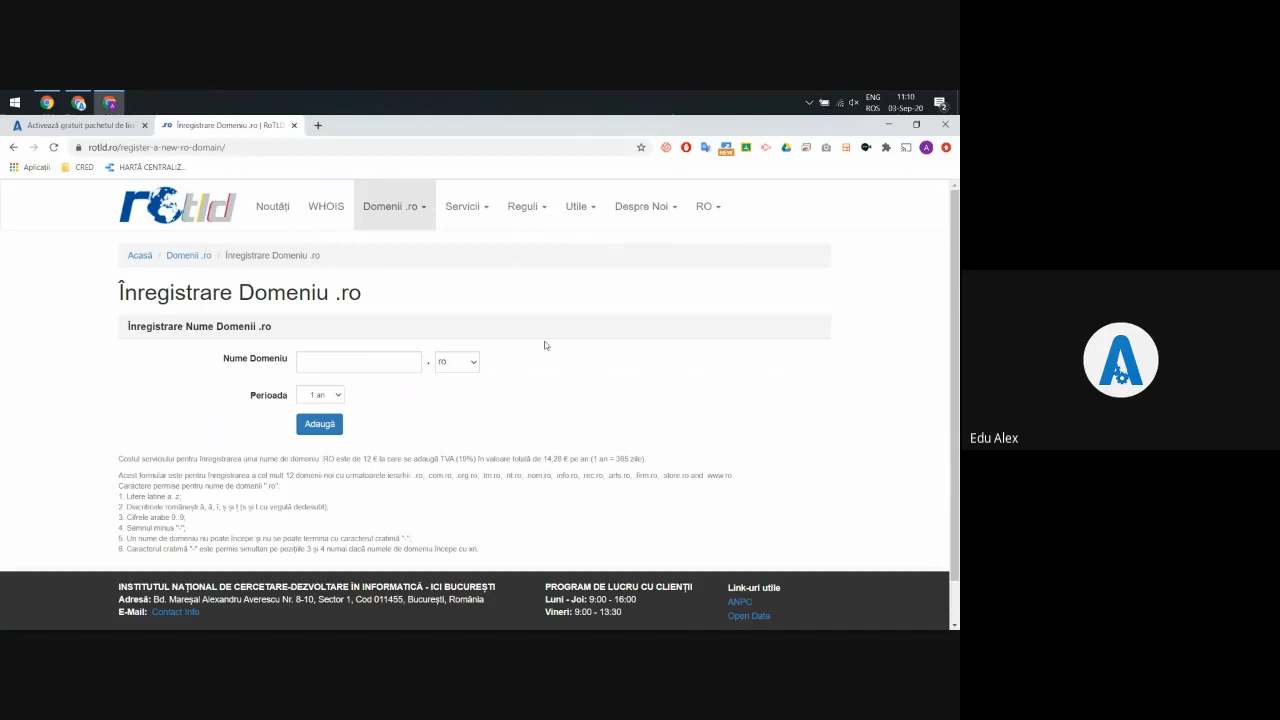 ENG
ROS
11:10
03-Sep-20
2
Activează gratuit pachetul de lice
.ro Înregistrare Domeniu .ro | RoTLD
rotld.ro/register-a-new-ro-domain/
NEW
A
Aplicații
CRED
HARTĂ CENTRALIZ...
rotld
Noutăți
WHOIS
Domenii .ro
Servicii
Reguli
Utile
Despre Noi
RO
Acasă / Domenii .ro / Înregistrare Domeniu .ro
Înregistrare Domeniu .ro
Înregistrare Nume Domenii .ro
Nume Domeniu
. ro
Perioada
1 an
Adaugă
Costul serviciului pentru înregistrarea unui nume de domeniu .RO este de 12 € la care se adaugă TVA (19%) în valoare totală de 14,28 € pe an (1 an = 365 zile).
Acest formular este pentru înregistrarea a cel mult 12 domenii noi cu urmatoarele ierarhii .ro, .com.ro, .org.ro, .tm.ro, .nt.ro, .nom.ro, .info.ro, .rec.ro, .arts.ro, .firm.ro, .store.ro and .www.ro.
Caractere permise pentru nume de domenii ".ro":
1. Litere latine a..z;
2. Diacriticele românești ă, â, î, ș și ț (s și t cu virgulă dedesubt);
3. Cifrele arabe 0..9;
4. Semnul minus "-";
5. Un nume de domeniu nu poate începe și nu se poate termina cu caracterul cratimă "-";
6. Caracterul cratimă "-" este permis simultan pe pozițiile 3 și 4 numai dacă numele de domeniu începe cu xn.
INSTITUTUL NAȚIONAL DE CERCETARE-DEZVOLTARE ÎN INFORMATICĂ - ICI BUCUREȘTI
Adresă: Bd. Mareșal Alexandru Averescu Nr. 8-10, Sector 1, Cod 011455, București, România
E-Mail: Contact Info
PROGRAM DE LUCRU CU CLIENȚII
Luni - Joi: 9:00 - 16:00
Vineri: 9:00 - 13:30
Link-uri utile
ANPC
Open Data
A
Edu Alex